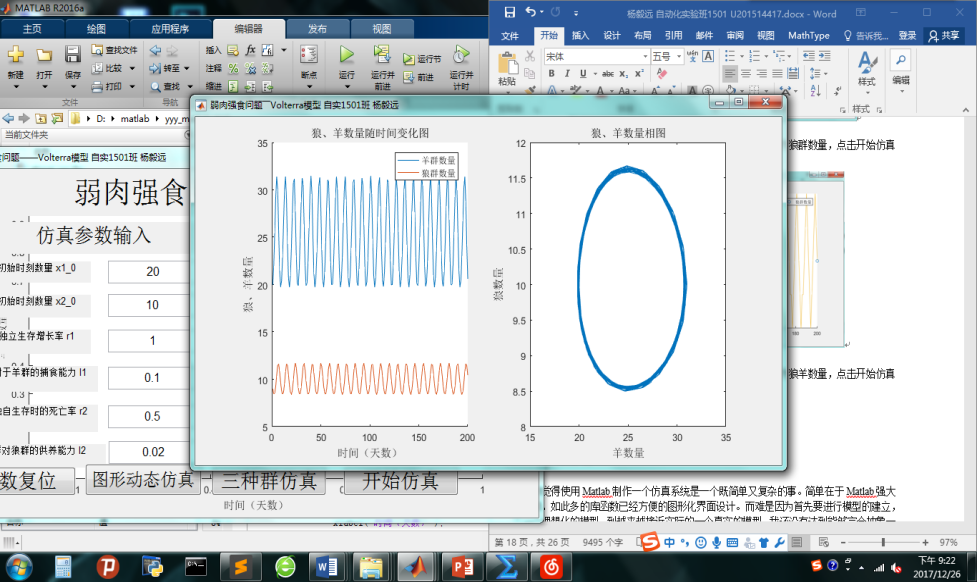 MATLAB R2016a
主页 绘图 应用程序 编辑器 发布 视图
新建 打开 保存 查找文件 比较 打印
转至 查找
插入 fx
注释
缩进
断点 运行 运行并前进 运行节 前进 运行并计时
文件 导航
D: matlab yyy_m
当前文件夹
问题——Volterra模型 自实1501班 杨毅远
弱肉强食
仿真参数输入
初始时刻数量 x1_0 20
初始时刻数量 x2_0 10
独立生存增长率 r1 1
于羊群的捕食能力 l1 0.1
自生存时的死亡率 r2 0.5
对狼群的供养能力 l2 0.02
数复位 图形动态仿真 三种群仿真 开始仿真
时间（天数）
弱肉强食问题——Volterra模型 自实1501班 杨毅远
狼、羊数量随时间变化图
羊群数量
狼群数量
狼、羊数量
35
30
25
20
15
10
5
0 50 100 150 200
时间（天数）
狼、羊数量相图
狼数量
12
11.5
11
10.5
10
9.5
9
8.5
8
15 20 25 30 35
羊数量
杨毅远 自动化实验班1501 U201514417.docx - Word
文件 开始 插入 设计 布局 引用 邮件 审阅 视图 MathType 告诉我... 登录 共享
粘贴 宋体 五号 样式 编辑
B I U abc x₂ x²
剪贴板 样式
狼群数量，点击开始仿真
狼羊数量，点击开始仿真
觉得使用 Matlab 制作一个仿真系统是一个既简单又复杂的事。简单在于 Matlab 强大
，如此多的库函数已经方便的图形化界面设计。而难是因为首先要进行模型的建立，
第 18 页，共 26 页 9495 个字 中 97%
下午 9:22
2017/12/26